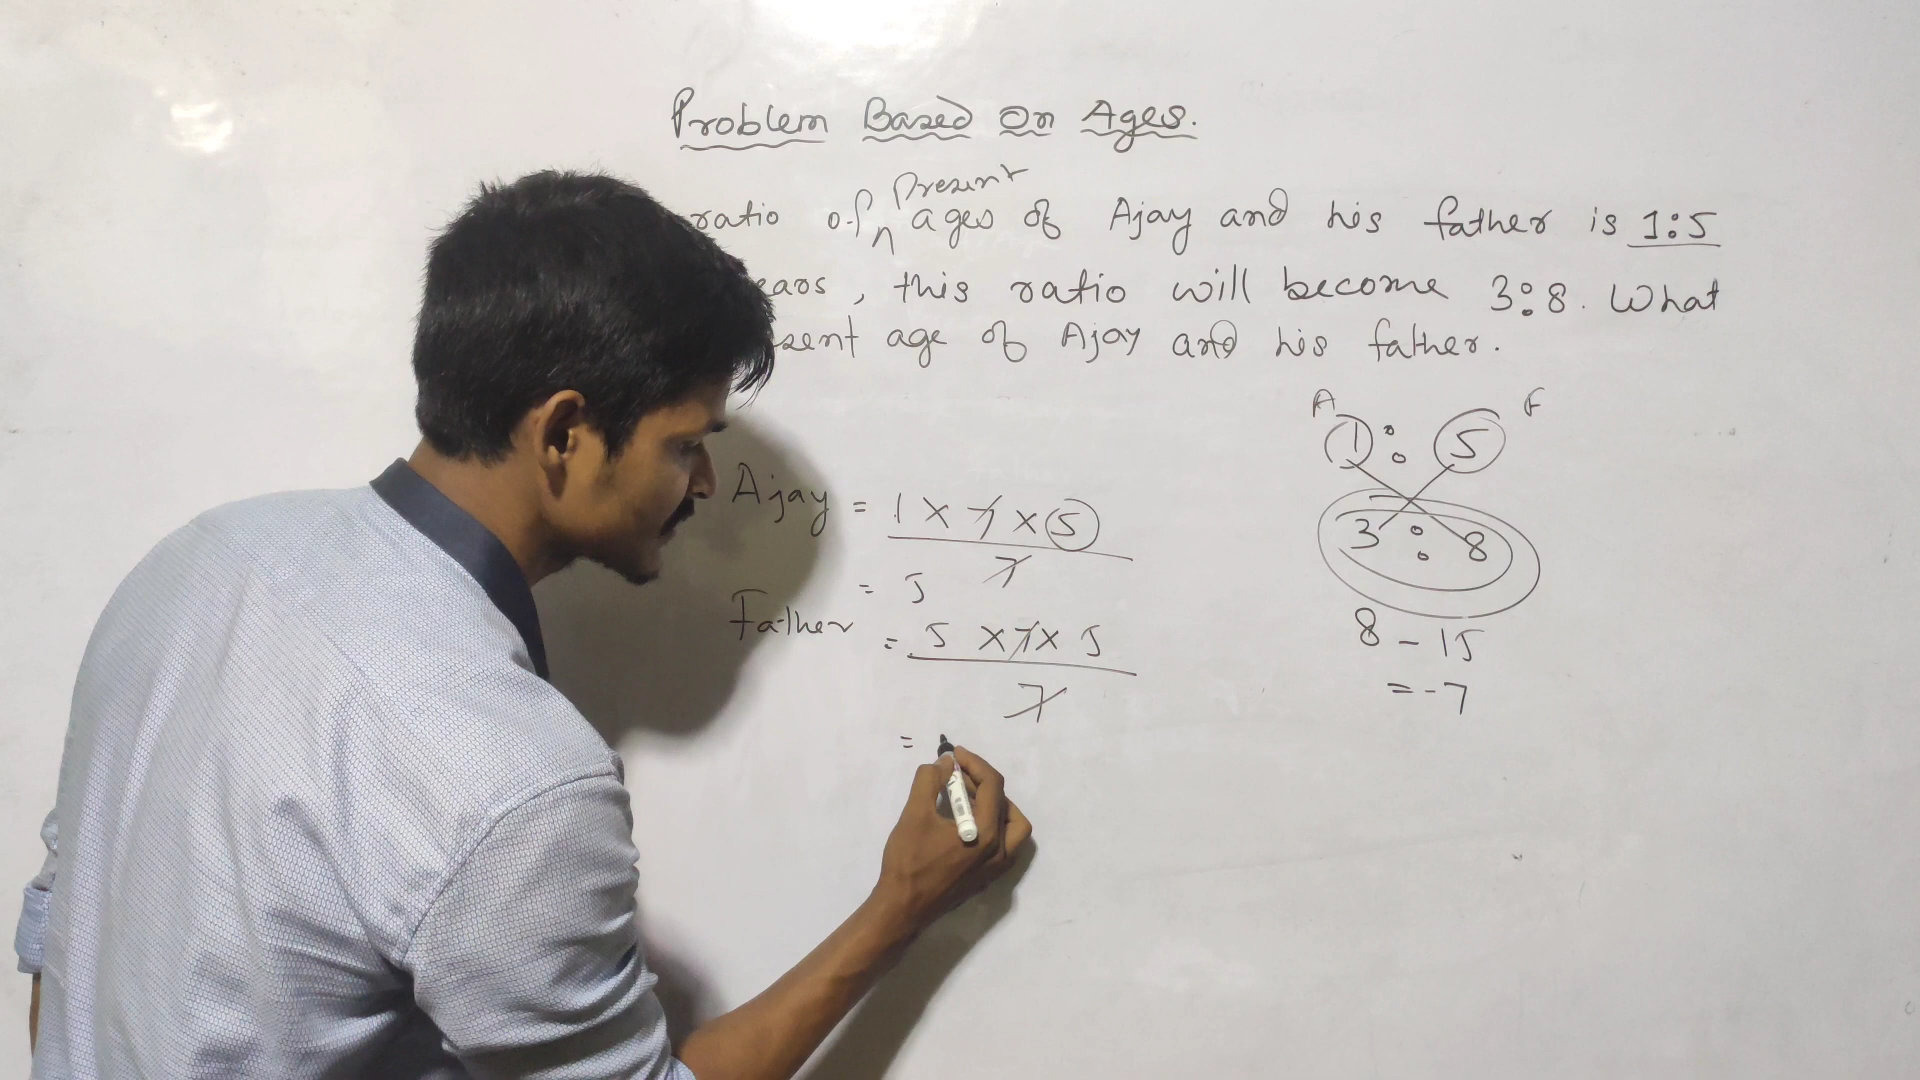 Problem Based On Ages.
Present
ratio of ages of Ajay and his father is 1:5
ears, this ratio will become 3:8. What
sent age of Ajay and his father.
A F
1 : 5
3 : 8
8 - 15
= -7
Ajay = 1 × 7 × 5
7
= 5
Father = 5 × 7 × 5
7
=